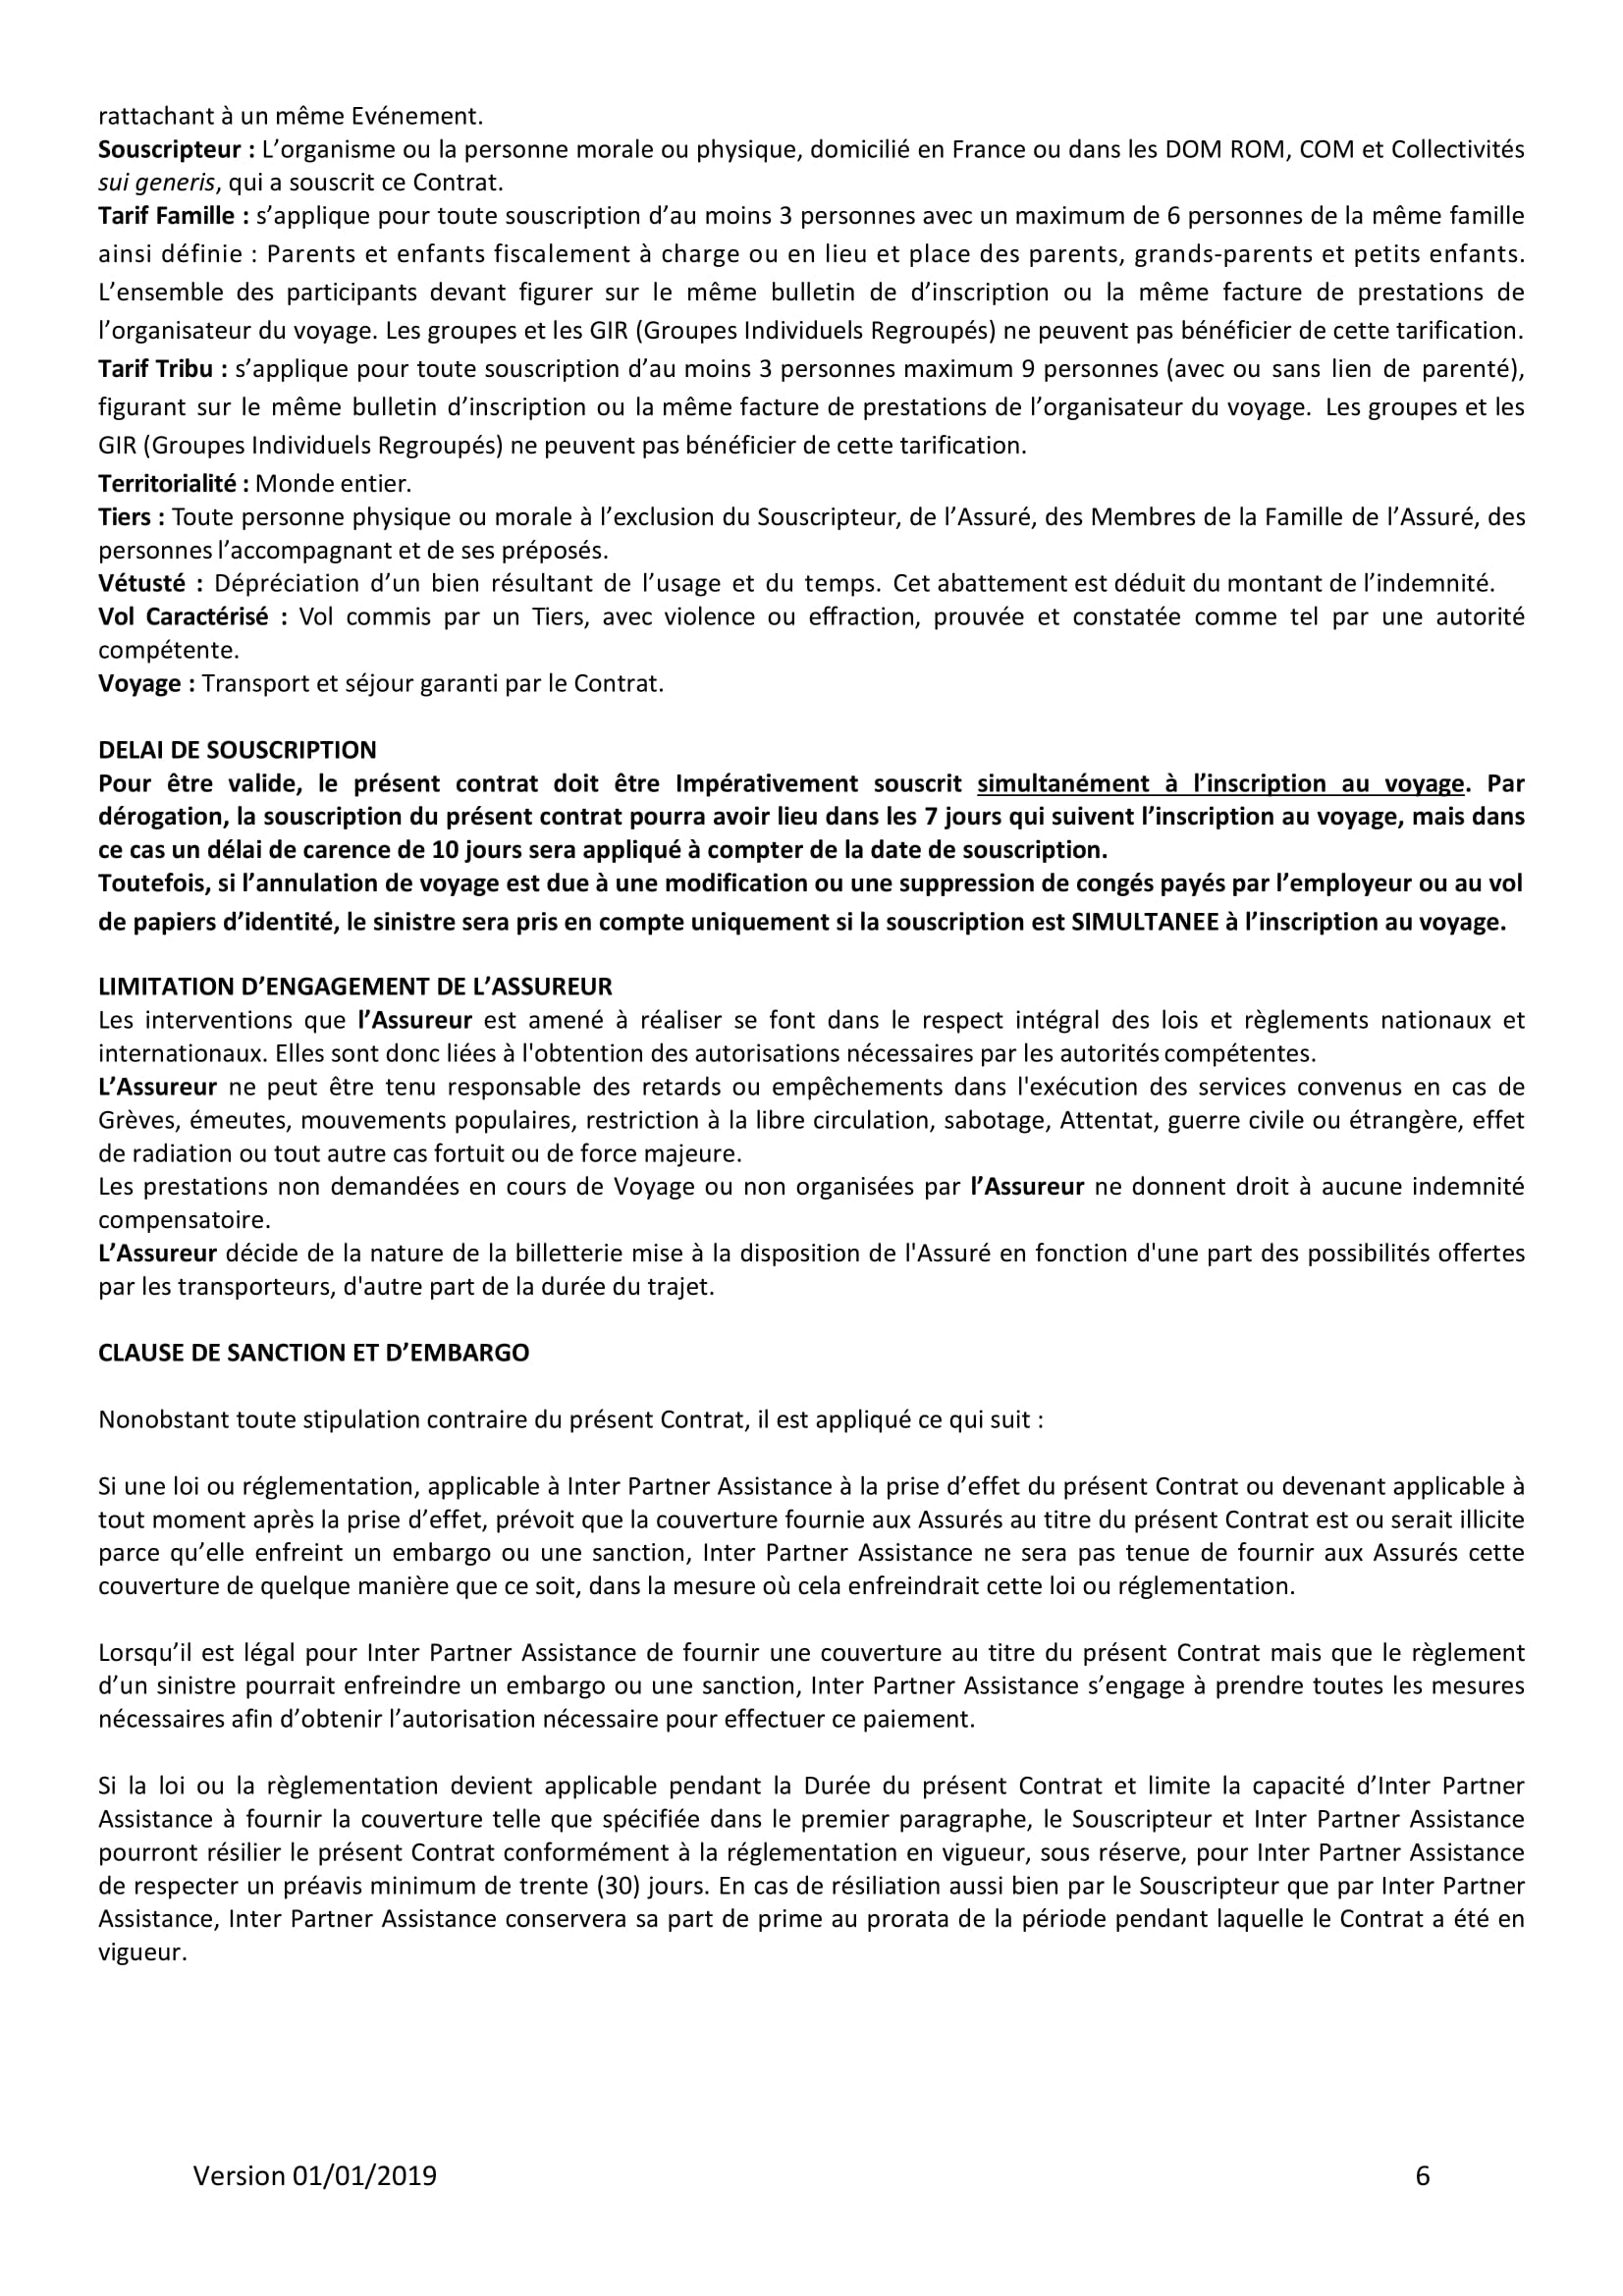 rattachant à un même Evénement.
Souscripteur : L’organisme ou la personne morale ou physique, domicilié en France ou dans les DOM ROM, COM et Collectivités
sui generis, qui a souscrit ce Contrat.
Tarif Famille : s’applique pour toute souscription d’au moins 3 personnes avec un maximum de 6 personnes de la même famille
ainsi définie : Parents et enfants fiscalement à charge ou en lieu et place des parents, grands-parents et petits enfants.
L’ensemble des participants devant figurer sur le même bulletin de d’inscription ou la même facture de prestations de
l’organisateur du voyage. Les groupes et les GIR (Groupes Individuels Regroupés) ne peuvent pas bénéficier de cette tarification.
Tarif Tribu : s’applique pour toute souscription d’au moins 3 personnes maximum 9 personnes (avec ou sans lien de parenté),
figurant sur le même bulletin d’inscription ou la même facture de prestations de l’organisateur du voyage. Les groupes et les
GIR (Groupes Individuels Regroupés) ne peuvent pas bénéficier de cette tarification.
Territorialité : Monde entier.
Tiers : Toute personne physique ou morale à l’exclusion du Souscripteur, de l’Assuré, des Membres de la Famille de l’Assuré, des
personnes l’accompagnant et de ses préposés.
Vétusté : Dépréciation d’un bien résultant de l’usage et du temps. Cet abattement est déduit du montant de l’indemnité.
Vol Caractérisé : Vol commis par un Tiers, avec violence ou effraction, prouvée et constatée comme tel par une autorité
compétente.
Voyage : Transport et séjour garanti par le Contrat.
DELAI DE SOUSCRIPTION
Pour être valide, le présent contrat doit être Impérativement souscrit simultanément à l’inscription au voyage. Par
dérogation, la souscription du présent contrat pourra avoir lieu dans les 7 jours qui suivent l’inscription au voyage, mais dans
ce cas un délai de carence de 10 jours sera appliqué à compter de la date de souscription.
Toutefois, si l’annulation de voyage est due à une modification ou une suppression de congés payés par l’employeur ou au vol
de papiers d’identité, le sinistre sera pris en compte uniquement si la souscription est SIMULTANEE à l’inscription au voyage.
LIMITATION D’ENGAGEMENT DE L’ASSUREUR
Les interventions que l’Assureur est amené à réaliser se font dans le respect intégral des lois et règlements nationaux et
internationaux. Elles sont donc liées à l'obtention des autorisations nécessaires par les autorités compétentes.
L’Assureur ne peut être tenu responsable des retards ou empêchements dans l'exécution des services convenus en cas de
Grèves, émeutes, mouvements populaires, restriction à la libre circulation, sabotage, Attentat, guerre civile ou étrangère, effet
de radiation ou tout autre cas fortuit ou de force majeure.
Les prestations non demandées en cours de Voyage ou non organisées par l’Assureur ne donnent droit à aucune indemnité
compensatoire.
L’Assureur décide de la nature de la billetterie mise à la disposition de l'Assuré en fonction d'une part des possibilités offertes
par les transporteurs, d'autre part de la durée du trajet.
CLAUSE DE SANCTION ET D’EMBARGO
Nonobstant toute stipulation contraire du présent Contrat, il est appliqué ce qui suit :
Si une loi ou réglementation, applicable à Inter Partner Assistance à la prise d’effet du présent Contrat ou devenant applicable à
tout moment après la prise d’effet, prévoit que la couverture fournie aux Assurés au titre du présent Contrat est ou serait illicite
parce qu’elle enfreint un embargo ou une sanction, Inter Partner Assistance ne sera pas tenue de fournir aux Assurés cette
couverture de quelque manière que ce soit, dans la mesure où cela enfreindrait cette loi ou réglementation.
Lorsqu’il est légal pour Inter Partner Assistance de fournir une couverture au titre du présent Contrat mais que le règlement
d’un sinistre pourrait enfreindre un embargo ou une sanction, Inter Partner Assistance s’engage à prendre toutes les mesures
nécessaires afin d’obtenir l’autorisation nécessaire pour effectuer ce paiement.
Si la loi ou la règlementation devient applicable pendant la Durée du présent Contrat et limite la capacité d’Inter Partner
Assistance à fournir la couverture telle que spécifiée dans le premier paragraphe, le Souscripteur et Inter Partner Assistance
pourront résilier le présent Contrat conformément à la réglementation en vigueur, sous réserve, pour Inter Partner Assistance
de respecter un préavis minimum de trente (30) jours. En cas de résiliation aussi bien par le Souscripteur que par Inter Partner
Assistance, Inter Partner Assistance conservera sa part de prime au prorata de la période pendant laquelle le Contrat a été en
vigueur.
Version 01/01/2019 6